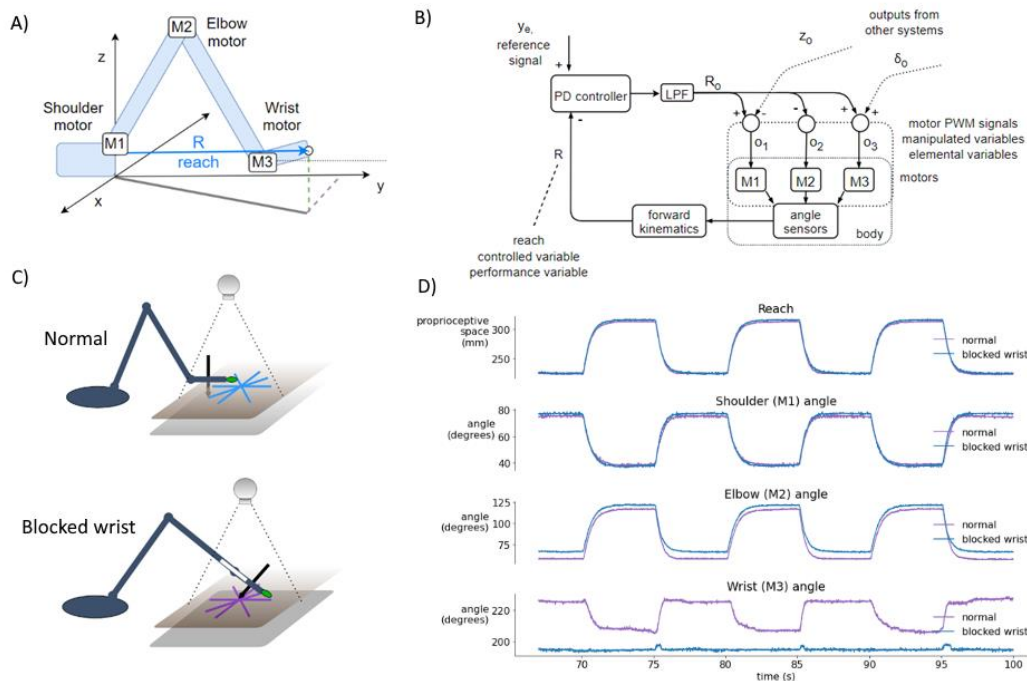 A)
M2
Elbow
motor
z
Shoulder
motor
M1
R
reach
Wrist
motor
M3
y
x
B)
y_e,
reference
signal
+
PD controller
-
LPF
R_o
z_o
outputs from
other systems
δ_o
+
-
-
+
+
o_1
o_2
o_3
motor PWM signals
manipulated variables
elemental variables
M1
M2
M3
motors
R
forward
kinematics
angle
sensors
body
reach
controlled variable
performance variable
C)
Normal
Blocked wrist
D)
Reach
proprioceptive
space
(mm)
300
250
normal
blocked wrist
Shoulder (M1) angle
angle
(degrees)
80
60
40
normal
blocked wrist
Elbow (M2) angle
angle
(degrees)
125
100
75
normal
blocked wrist
Wrist (M3) angle
angle
(degrees)
220
200
normal
blocked wrist
70
75
80
85
90
95
100
time (s)